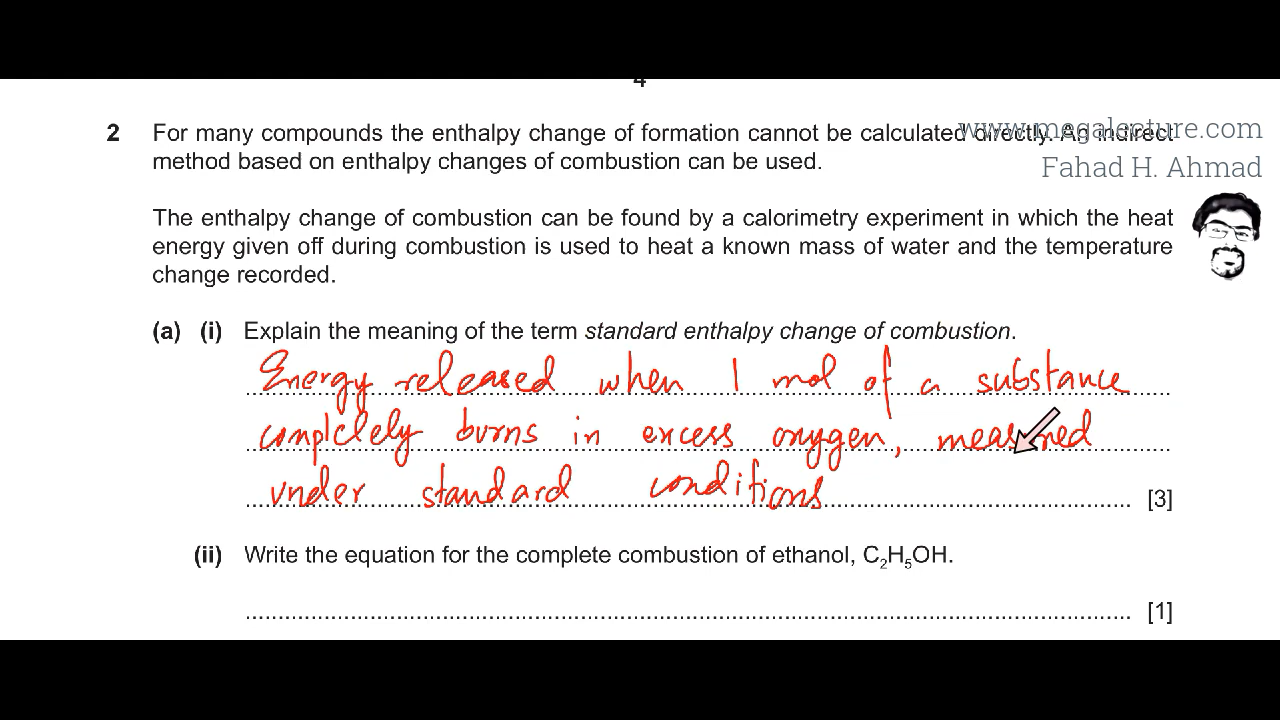 4
www.megalecture.com
Fahad H. Ahmad
2 For many compounds the enthalpy change of formation cannot be calculated directly. An indirect
method based on enthalpy changes of combustion can be used.
The enthalpy change of combustion can be found by a calorimetry experiment in which the heat
energy given off during combustion is used to heat a known mass of water and the temperature
change recorded.
(a) (i) Explain the meaning of the term standard enthalpy change of combustion.
Energy released when 1 mol of a substance
completely burns in excess oxygen, measured
under standard conditions [3]
(ii) Write the equation for the complete combustion of ethanol, C₂H₅OH.
[1]